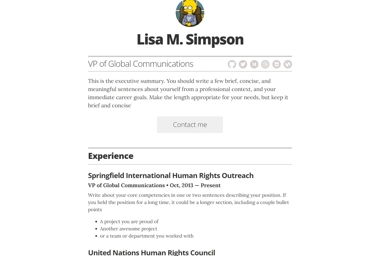 Lisa M. Simpson
VP of Global Communications
This is the executive summary. You should write a few brief, concise, and
meaningful sentences about yourself from a professional context, and your
immediate career goals. Make the length appropriate for your needs, but keep it
brief and concise
Contact me
Experience
Springfield International Human Rights Outreach
VP of Global Communications • Oct, 2013 — Present
Write about your core competencies in one or two sentences describing your position. If
you held the position for a long time, it could be a longer section, including a couple bullet
points
• A project you are proud of
• Another awesome project
• or a team or department you worked with
United Nations Human Rights Council